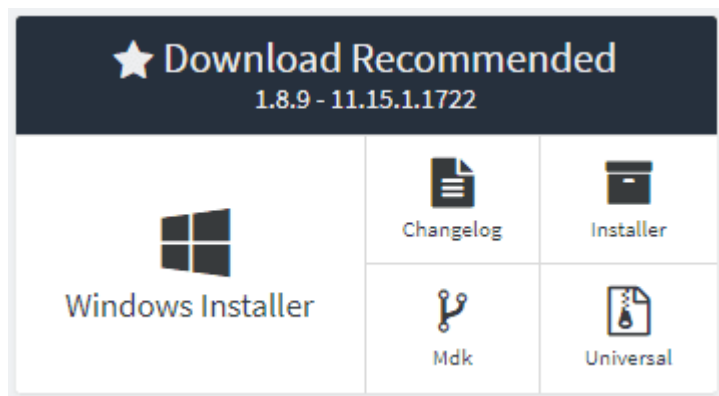 Download Recommended
1.8.9 - 11.15.1.1722
Windows Installer
Changelog
Installer
Mdk
Universal